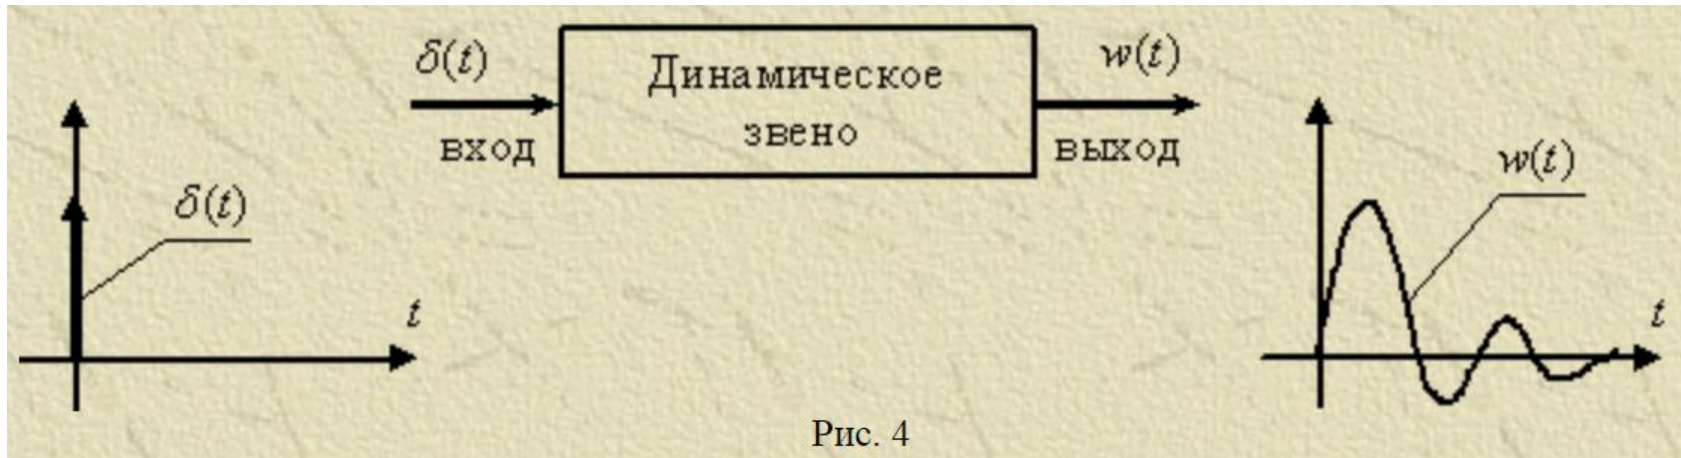 δ(t)
вход
Динамическое
звено
w(t)
выход
δ(t)
t
w(t)
t
Рис. 4